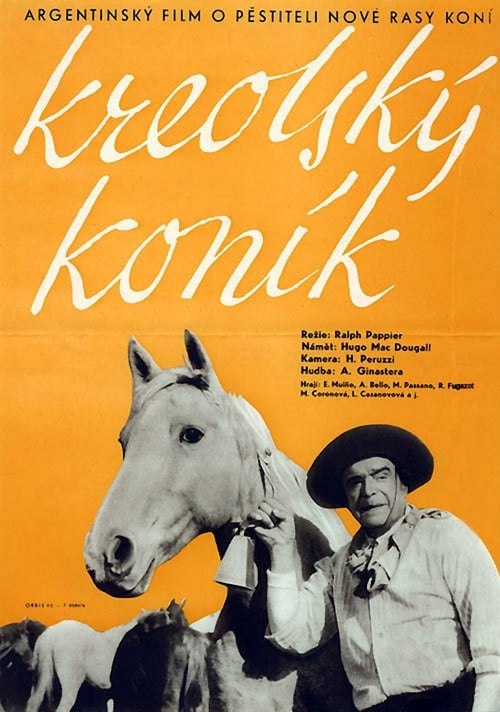 ARGENTINSKÝ FILM O PĚSTITELI NOVÉ RASY KONÍ
kreolský
koník
Režie: Ralph Pappier
Námět: Hugo Mac Dougall
Kamera: H. Peruzzi
Hudba: A. Ginastera
Hrají: E. Muiño, A. Bello, M. Passano, R. Fugazot
M. Coronová, L. Casanovová a j.